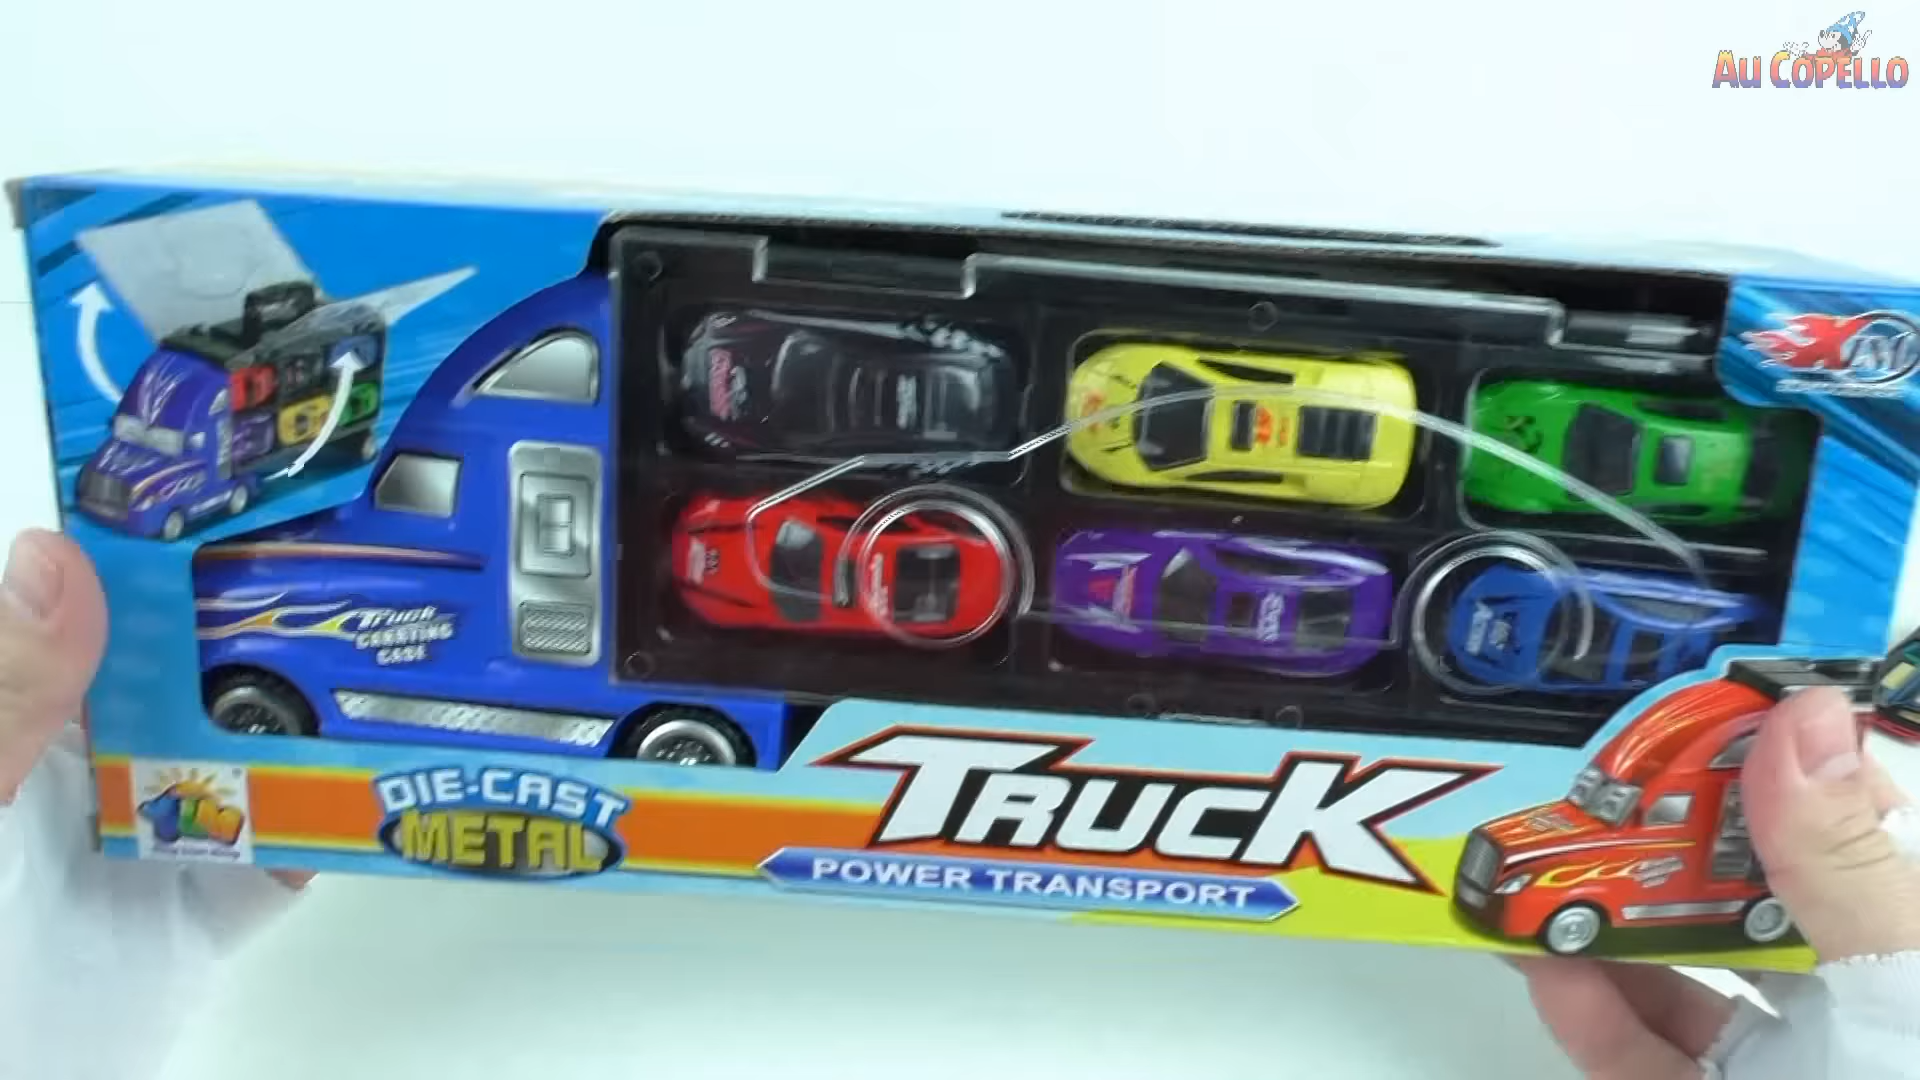 AU COPELLO
Truck
CARRYING
CASE
DIE-CAST
METAL
TRUCK
POWER TRANSPORT